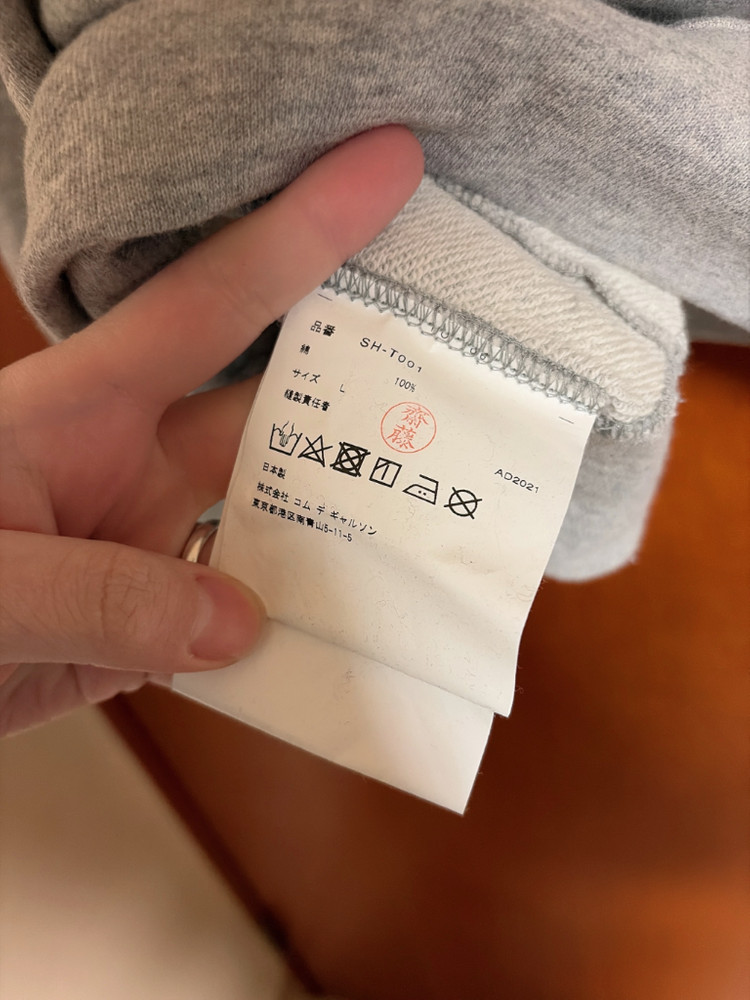 品番 SH-T001
綿 100%
サイズ L
縫製責任者 齋藤
AD2021
日本製
株式会社 コム デ ギャルソン
東京都港区南青山5-11-5